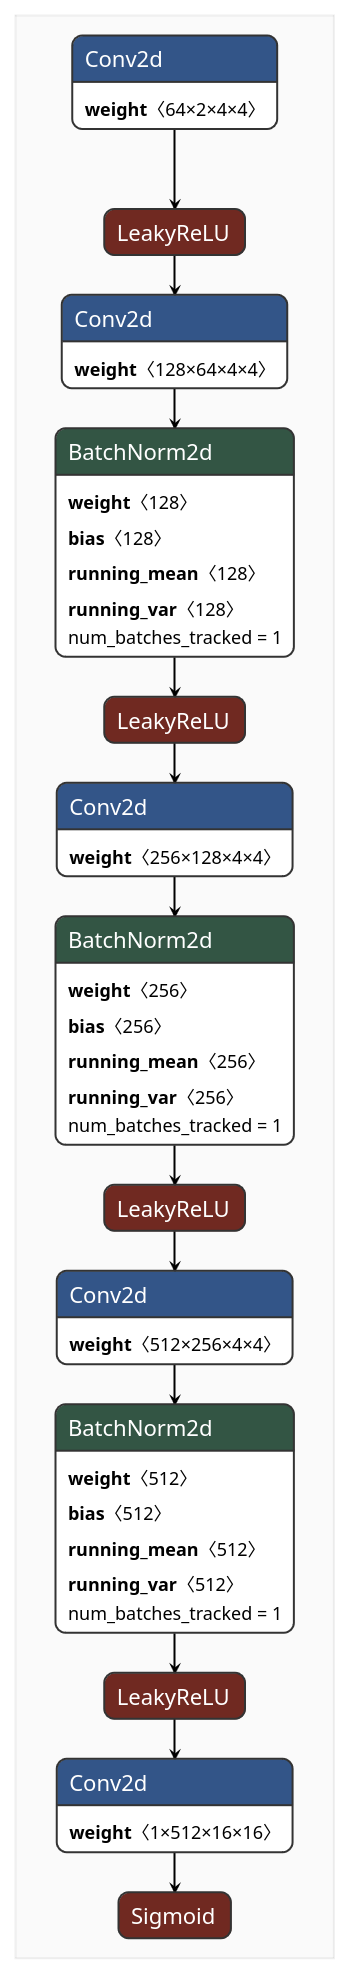 Conv2d
weight〈64×2×4×4〉
LeakyReLU
Conv2d
weight〈128×64×4×4〉
BatchNorm2d
weight〈128〉
bias〈128〉
running_mean〈128〉
running_var〈128〉
num_batches_tracked = 1
LeakyReLU
Conv2d
weight〈256×128×4×4〉
BatchNorm2d
weight〈256〉
bias〈256〉
running_mean〈256〉
running_var〈256〉
num_batches_tracked = 1
LeakyReLU
Conv2d
weight〈512×256×4×4〉
BatchNorm2d
weight〈512〉
bias〈512〉
running_mean〈512〉
running_var〈512〉
num_batches_tracked = 1
LeakyReLU
Conv2d
weight〈1×512×16×16〉
Sigmoid